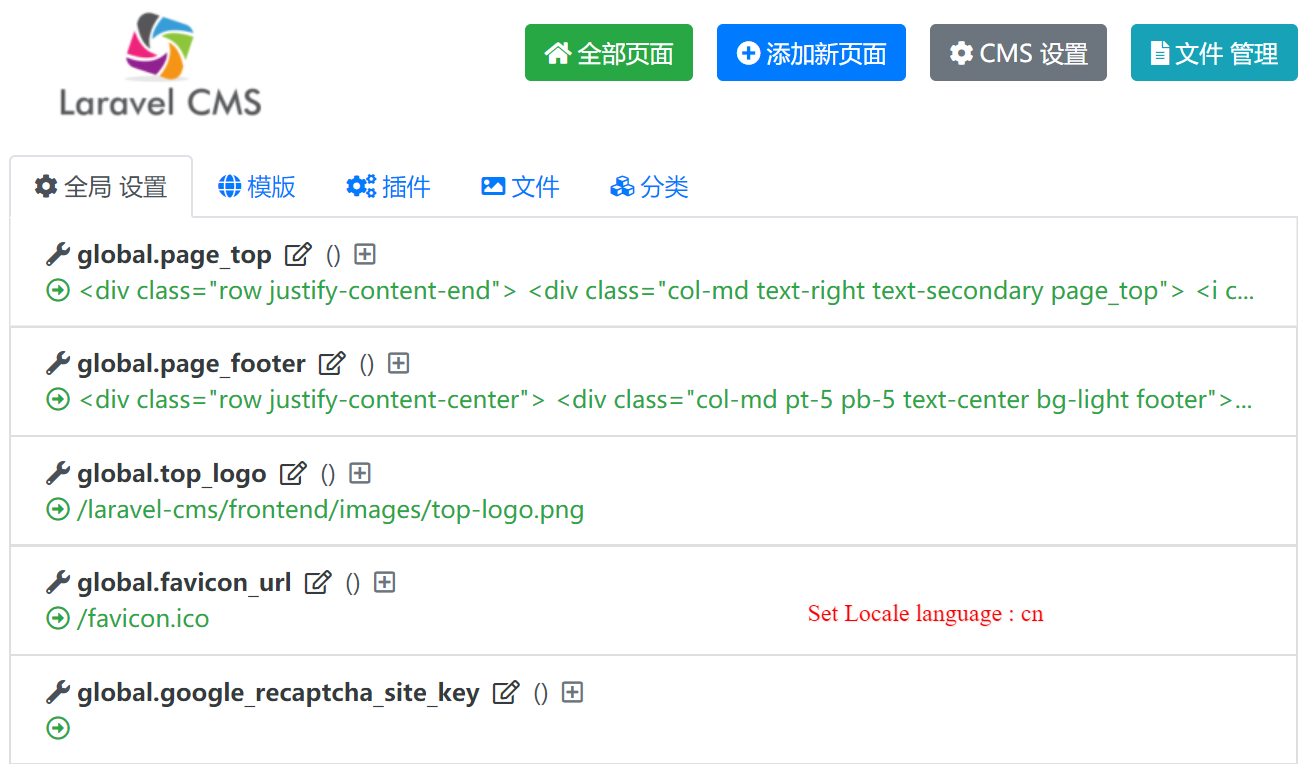 Laravel CMS
全部页面
添加新页面
CMS 设置
文件 管理
全局 设置
模版
插件
文件
分类
global.page_top ()
<div class="row justify-content-end"> <div class="col-md text-right text-secondary page_top"> <i c...
global.page_footer ()
<div class="row justify-content-center"> <div class="col-md pt-5 pb-5 text-center bg-light footer">...
global.top_logo ()
/laravel-cms/frontend/images/top-logo.png
global.favicon_url ()
/favicon.ico
Set Locale language : cn
global.google_recaptcha_site_key ()